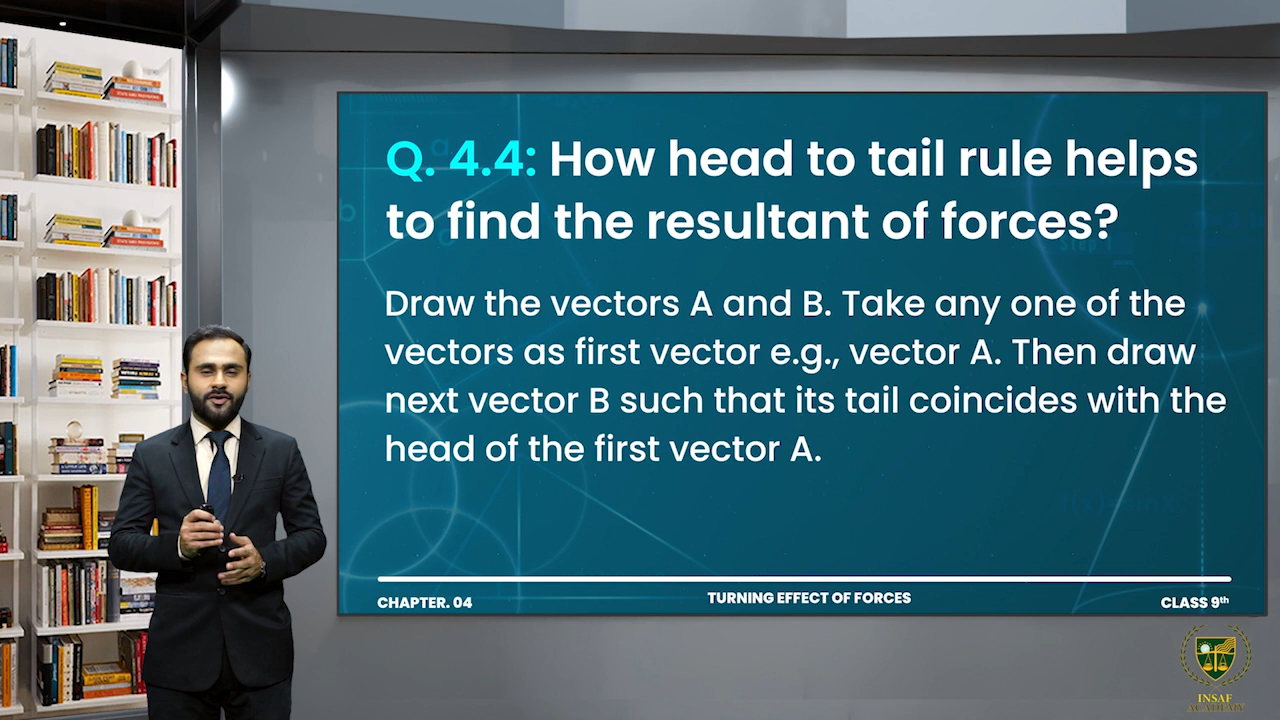 Q. 4.4: How head to tail rule helps
to find the resultant of forces?
Draw the vectors A and B. Take any one of the
vectors as first vector e.g., vector A. Then draw
next vector B such that its tail coincides with the
head of the first vector A.
CHAPTER. 04
TURNING EFFECT OF FORCES
CLASS 9th
INSAF
ACADEMY